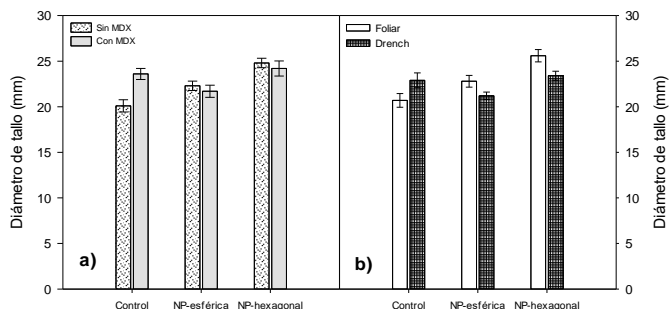 Sin MDX
Con MDX
Foliar
Drench
30
25
20
15
10
5
0
30
25
20
15
10
5
0
Diámetro de tallo (mm)
Diámetro de tallo (mm)
a)
b)
Control NP-esférica NP-hexagonal
Control NP-esférica NP-hexagonal